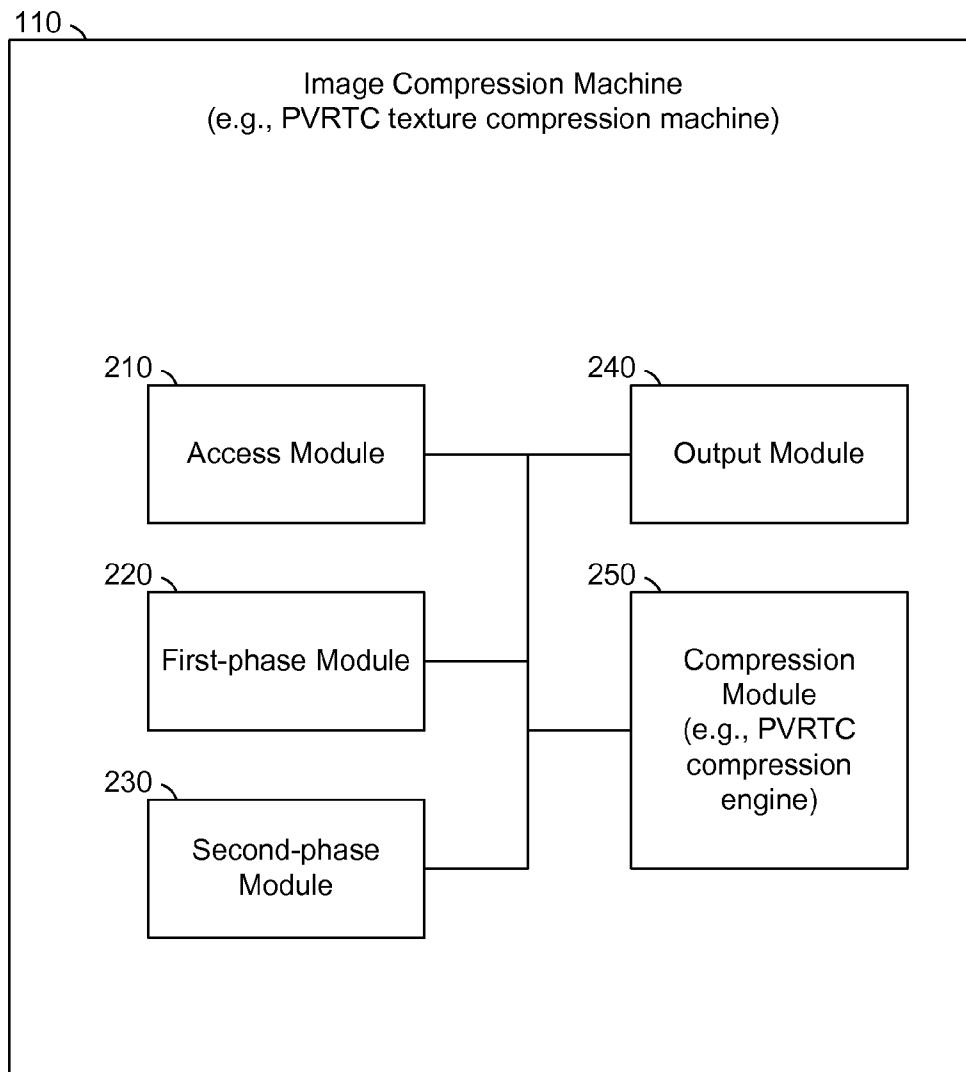 110
Image Compression Machine
(e.g., PVRTC texture compression machine)
210
Access Module
240
Output Module
220
First-phase Module
250
Compression
Module
(e.g., PVRTC
compression
engine)
230
Second-phase
Module